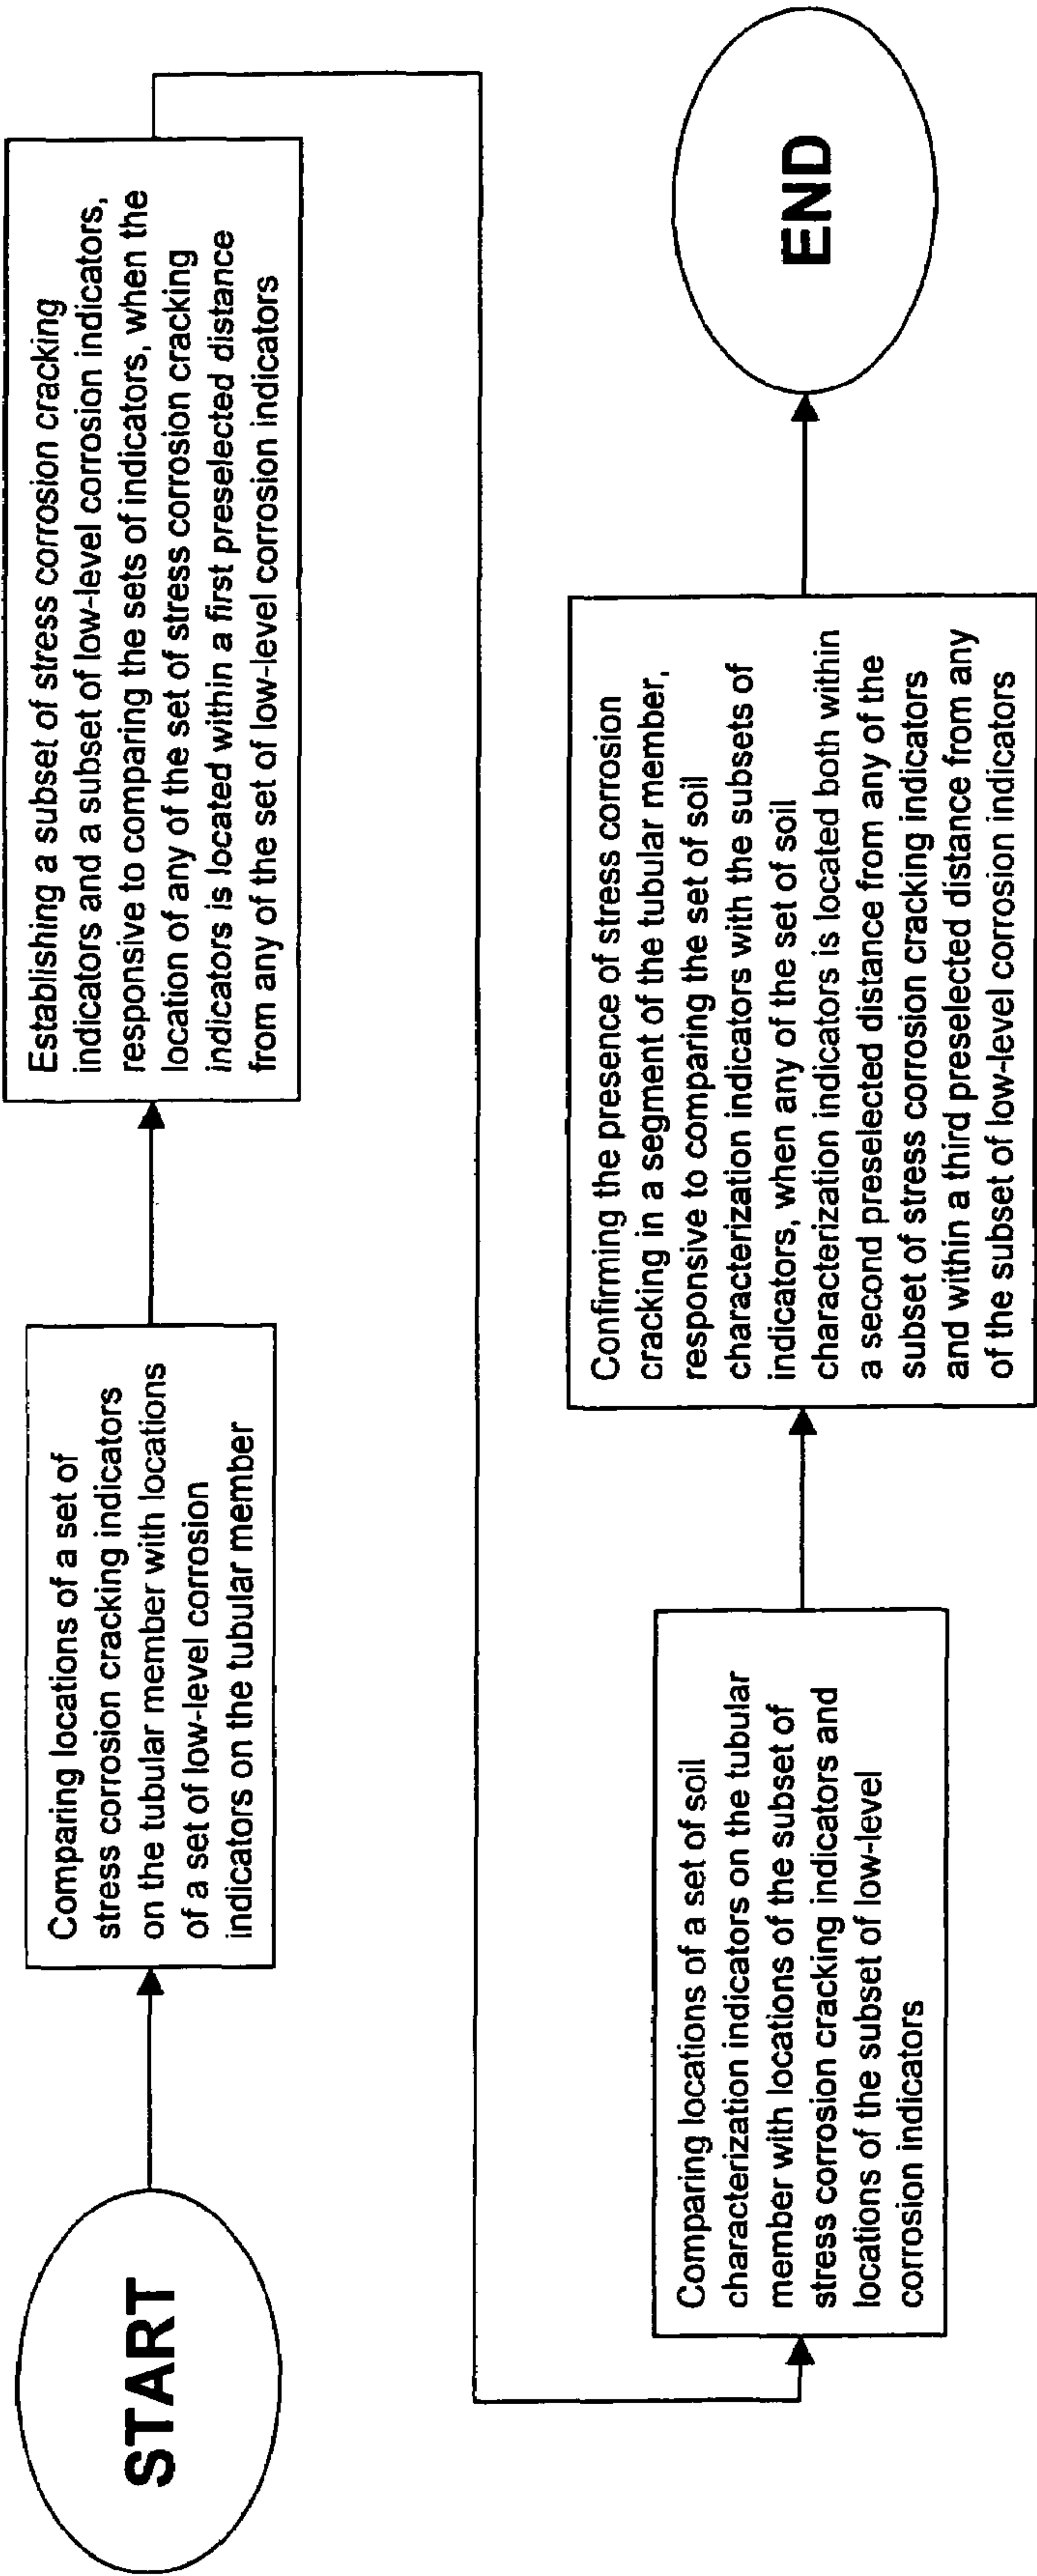 START
Comparing locations of a set of
stress corrosion cracking indicators
on the tubular member with locations
of a set of low-level corrosion
indicators on the tubular member
Establishing a subset of stress corrosion cracking
indicators and a subset of low-level corrosion indicators,
responsive to comparing the sets of indicators, when the
location of any of the set of stress corrosion cracking
indicators is located within a first preselected distance
from any of the set of low-level corrosion indicators
Comparing locations of a set of soil
characterization indicators on the tubular
member with locations of the subset of
stress corrosion cracking indicators and
locations of the subset of low-level
corrosion indicators
Confirming the presence of stress corrosion
cracking in a segment of the tubular member,
responsive to comparing the set of soil
characterization indicators with the subsets of
indicators, when any of the set of soil
characterization indicators is located both within
a second preselected distance from any of the
subset of stress corrosion cracking indicators
and within a third preselected distance from any
of the subset of low-level corrosion indicators
END